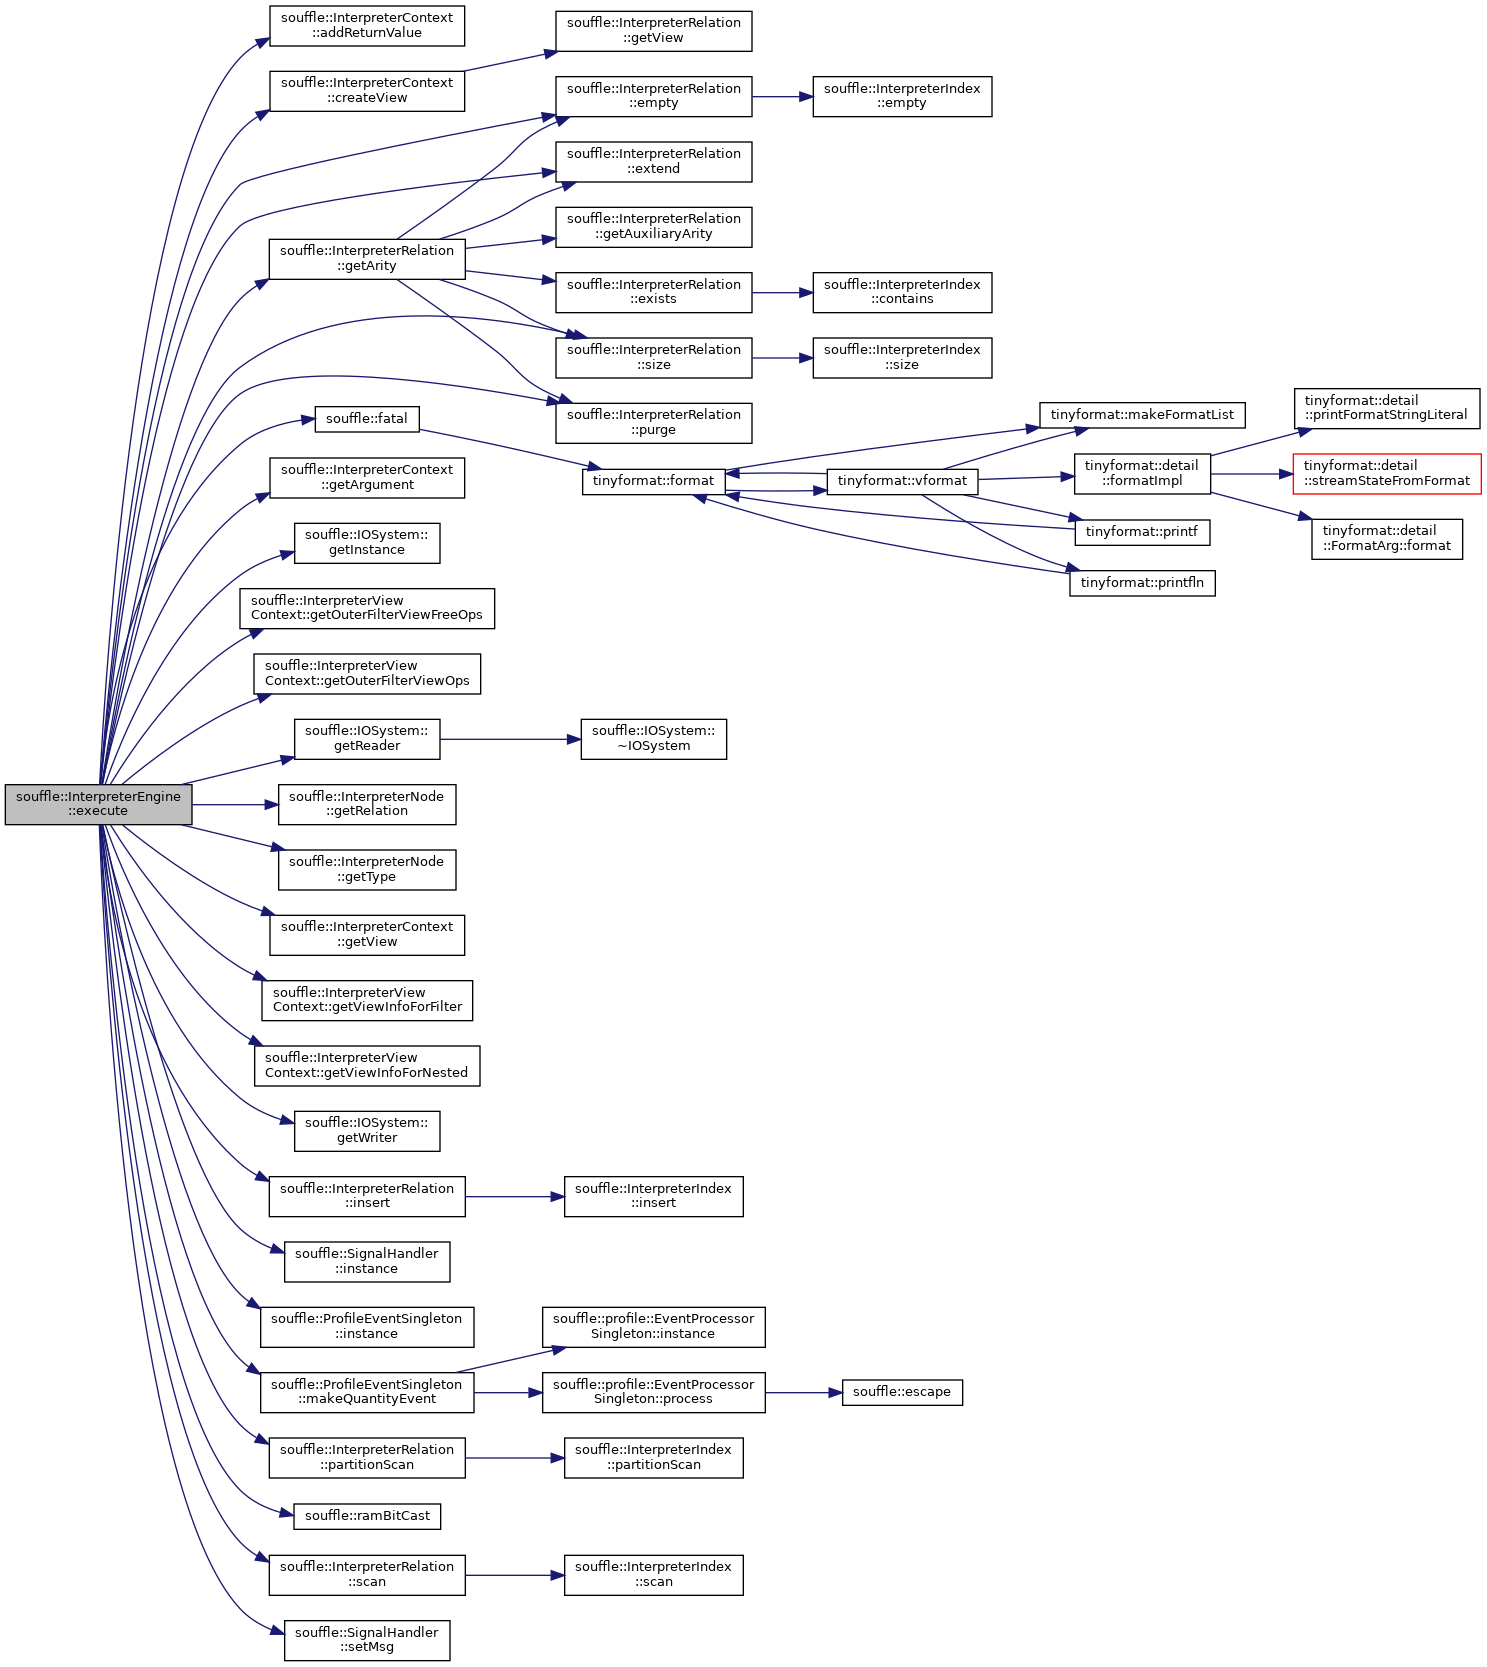 souffle::InterpreterContext
::addReturnValue
souffle::InterpreterRelation
::getView
souffle::InterpreterContext
::createView
souffle::InterpreterRelation
::empty
souffle::InterpreterIndex
::empty
souffle::InterpreterRelation
::extend
souffle::InterpreterRelation
::getAuxiliaryArity
souffle::InterpreterRelation
::getArity
souffle::InterpreterRelation
::exists
souffle::InterpreterIndex
::contains
souffle::InterpreterRelation
::size
souffle::InterpreterIndex
::size
souffle::InterpreterRelation
::purge
souffle::fatal
tinyformat::makeFormatList
tinyformat::detail
::printFormatStringLiteral
souffle::InterpreterContext
::getArgument
tinyformat::format
tinyformat::vformat
tinyformat::detail
::formatImpl
tinyformat::detail
::streamStateFromFormat
tinyformat::printf
tinyformat::detail
::FormatArg::format
souffle::IOSystem::
getInstance
tinyformat::printfln
souffle::InterpreterView
Context::getOuterFilterViewFreeOps
souffle::InterpreterView
Context::getOuterFilterViewOps
souffle::IOSystem::
getReader
souffle::IOSystem::
~IOSystem
souffle::InterpreterEngine
::execute
souffle::InterpreterNode
::getRelation
souffle::InterpreterNode
::getType
souffle::InterpreterContext
::getView
souffle::InterpreterView
Context::getViewInfoForFilter
souffle::InterpreterView
Context::getViewInfoForNested
souffle::IOSystem::
getWriter
souffle::InterpreterRelation
::insert
souffle::InterpreterIndex
::insert
souffle::SignalHandler
::instance
souffle::ProfileEventSingleton
::instance
souffle::profile::EventProcessor
Singleton::instance
souffle::ProfileEventSingleton
::makeQuantityEvent
souffle::profile::EventProcessor
Singleton::process
souffle::escape
souffle::InterpreterRelation
::partitionScan
souffle::InterpreterIndex
::partitionScan
souffle::ramBitCast
souffle::InterpreterRelation
::scan
souffle::InterpreterIndex
::scan
souffle::SignalHandler
::setMsg